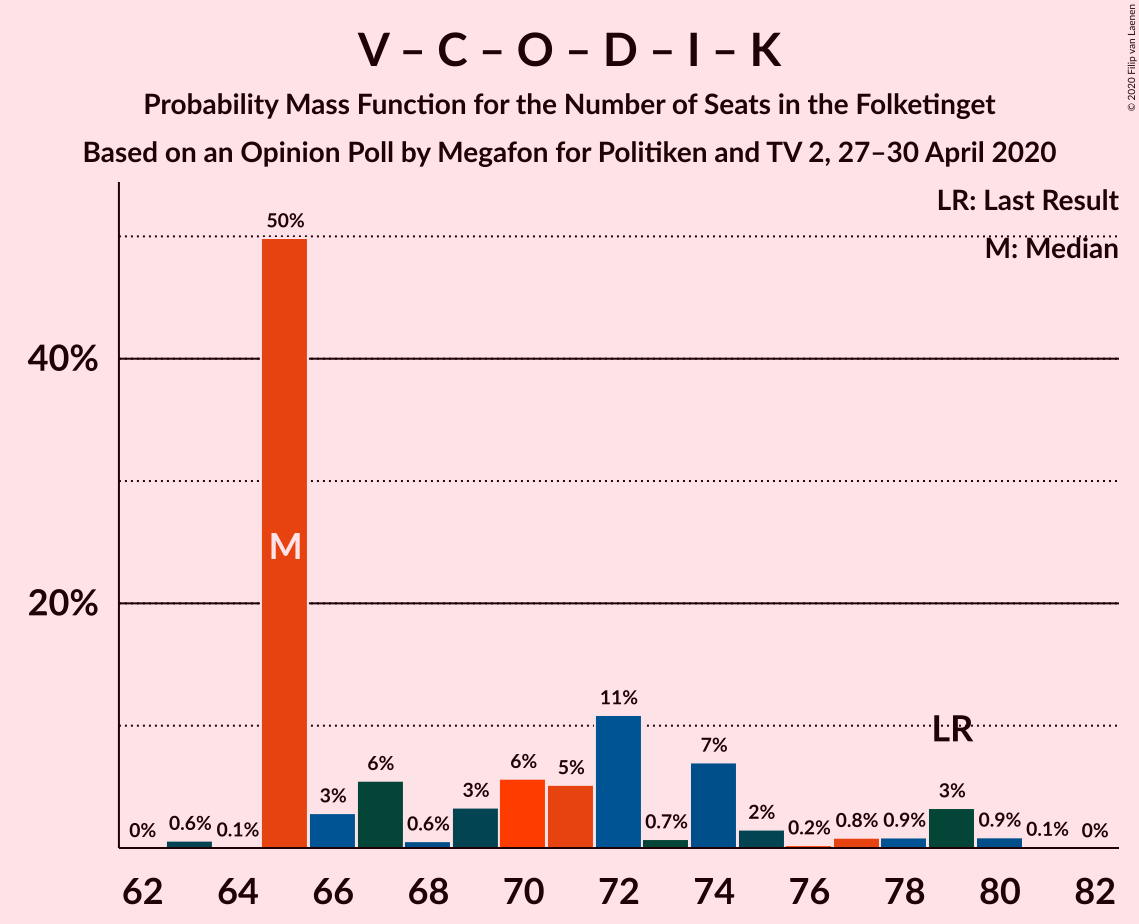 V – C – O – D – I – K
Probability Mass Function for the Number of Seats in the Folketinget
Based on an Opinion Poll by Megafon for Politiken and TV 2, 27–30 April 2020
© 2020 Filip van Laenen
LR: Last Result
M: Median
50%
40%
20%
M
LR
0% 0.6% 0.1% 3% 6% 0.6% 3% 6% 5% 11% 0.7% 7% 2% 0.2% 0.8% 0.9% 3% 0.9% 0.1% 0%
62 64 66 68 70 72 74 76 78 80 82